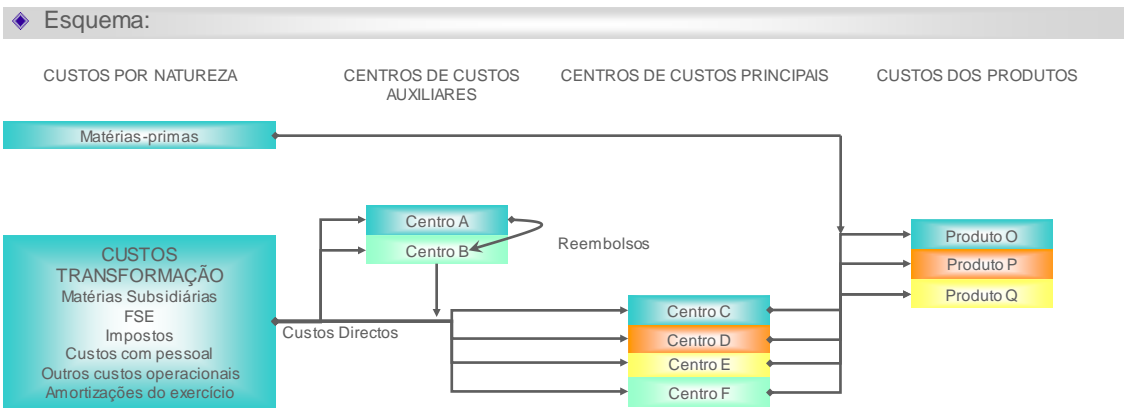 Esquema:
CUSTOS POR NATUREZA
CENTROS DE CUSTOS
AUXILIARES
CENTROS DE CUSTOS PRINCIPAIS
CUSTOS DOS PRODUTOS
Matérias-primas
Centro A
Centro B
Reembolsos
CUSTOS
TRANSFORMAÇÃO
Matérias Subsidiárias
FSE
Impostos
Custos com pessoal
Outros custos operacionais
Amortizações do exercício
Custos Directos
Centro C
Centro D
Centro E
Centro F
Produto O
Produto P
Produto Q